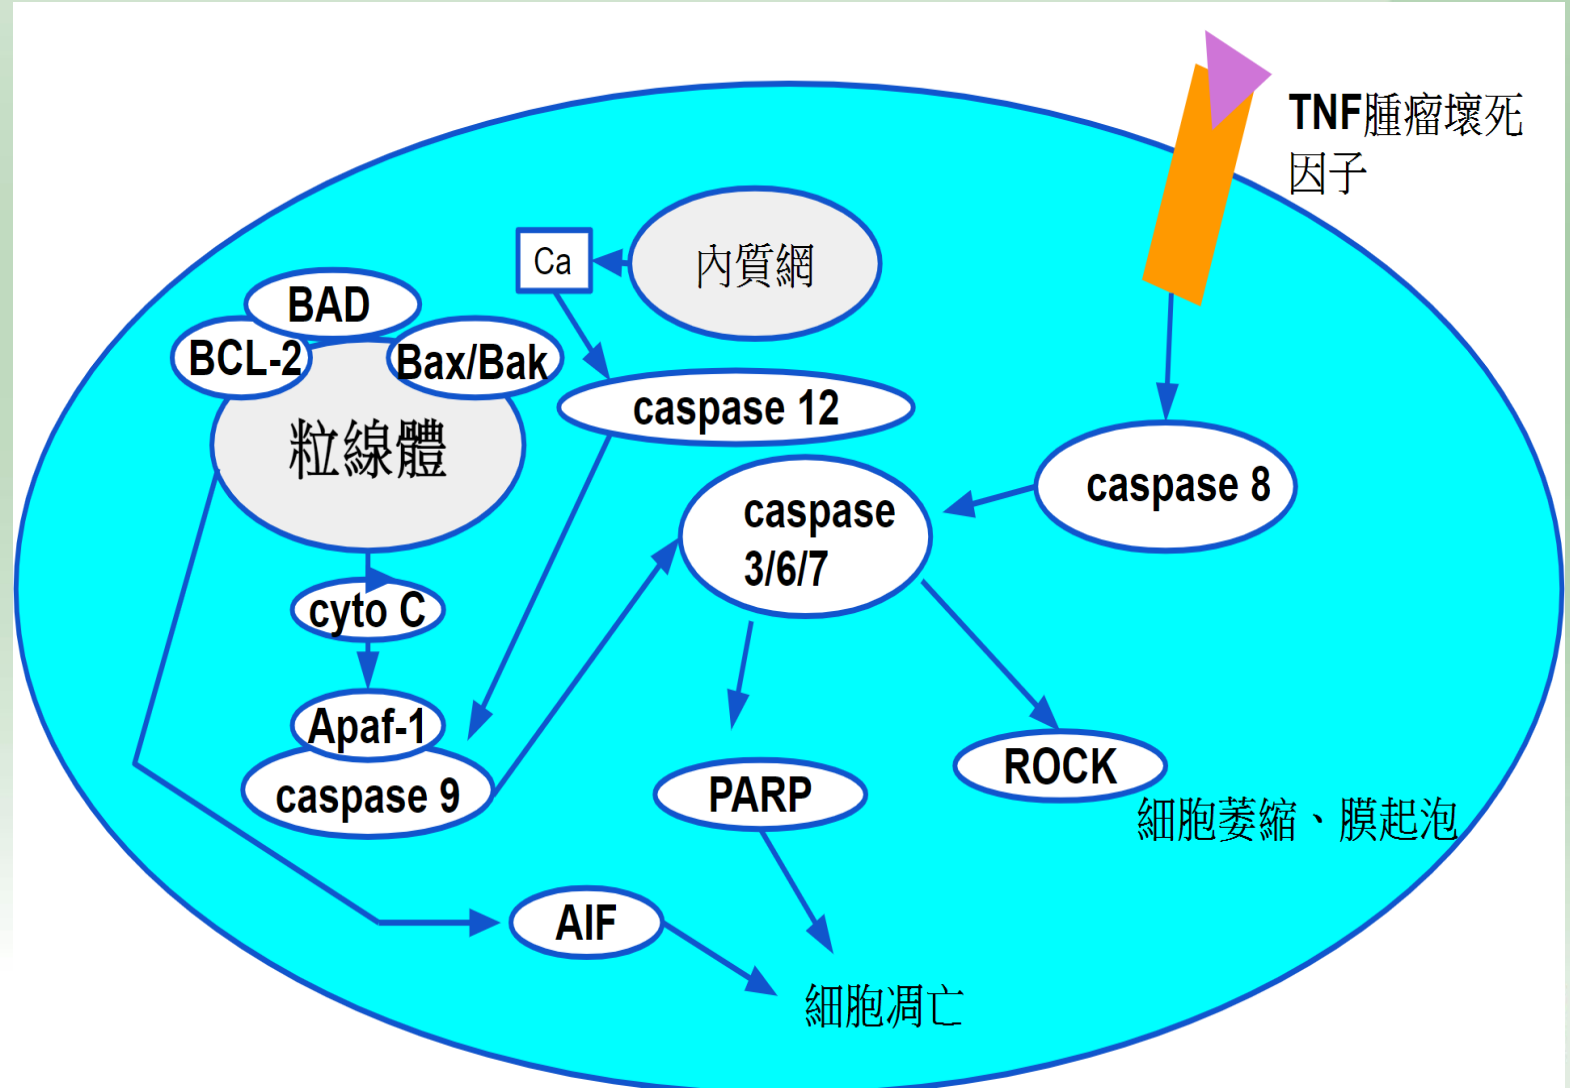 TNF腫瘤壞死
因子
內質網
Ca
BAD
BCL-2
Bax/Bak
caspase 12
粒線體
caspase 8
caspase
3/6/7
cyto C
Apaf-1
caspase 9
PARP
ROCK
細胞萎縮、膜起泡
AIF
細胞凋亡